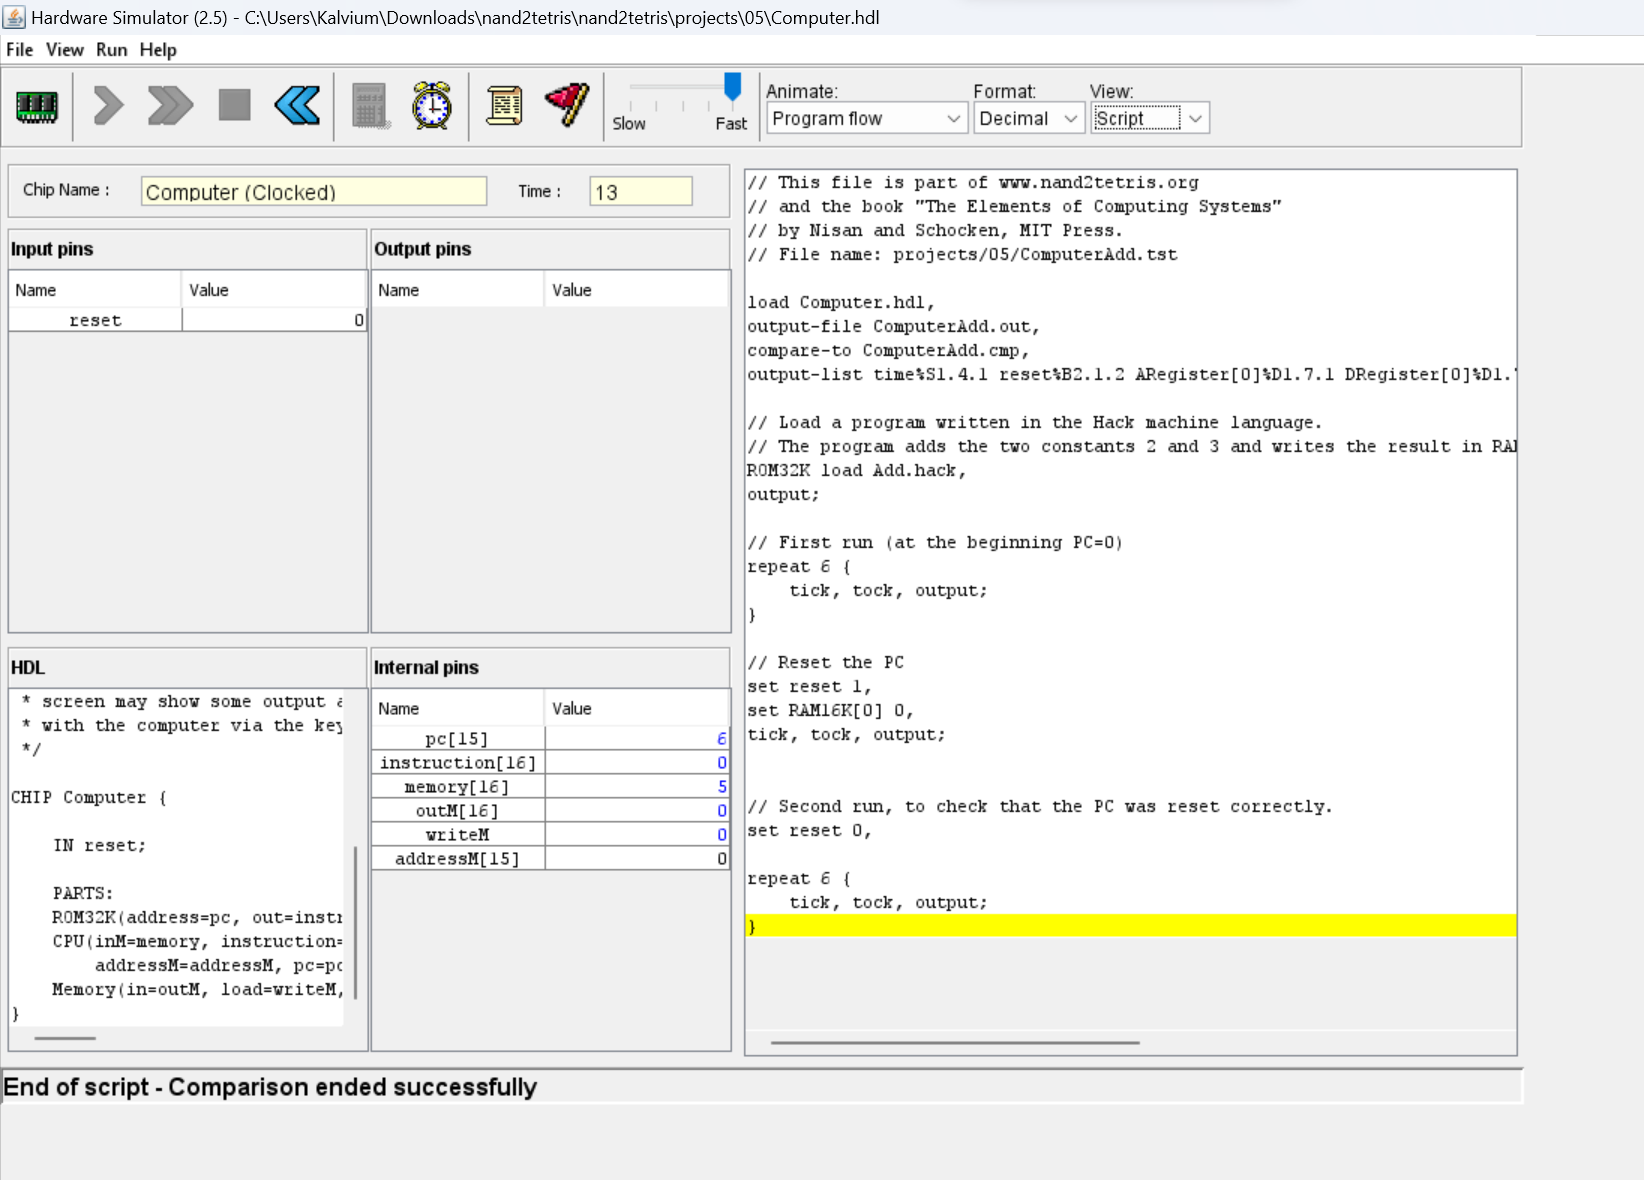 Hardware Simulator (2.5) - C:\Users\Kalvium\Downloads\nand2tetris\nand2tetris\projects\05\Computer.hdl
File View Run Help
Animate: Format: View:
Slow Fast Program flow Decimal Script
Chip Name : Computer (Clocked) Time : 13
Input pins
Name Value
reset 0
Output pins
Name Value
HDL
* screen may show some output
* with the computer via the key
*/
CHIP Computer {
IN reset;
PARTS:
ROM32K(address=pc, out=instr
CPU(inM=memory, instruction=
addressM=addressM, pc=pc
Memory(in=outM, load=writeM,
}
Internal pins
Name Value
pc[15] 6
instruction[16] 0
memory[16] 5
outM[16] 0
writeM 0
addressM[15] 0
// This file is part of www.nand2tetris.org
// and the book "The Elements of Computing Systems"
// by Nisan and Schocken, MIT Press.
// File name: projects/05/ComputerAdd.tst
load Computer.hdl,
output-file ComputerAdd.out,
compare-to ComputerAdd.cmp,
output-list time%S1.4.1 reset%B2.1.2 ARegister[0]%D1.7.1 DRegister[0]%D1.
// Load a program written in the Hack machine language.
// The program adds the two constants 2 and 3 and writes the result in RAM
ROM32K load Add.hack,
output;
// First run (at the beginning PC=0)
repeat 6 {
tick, tock, output;
}
// Reset the PC
set reset 1,
set RAM16K[0] 0,
tick, tock, output;
// Second run, to check that the PC was reset correctly.
set reset 0,
repeat 6 {
tick, tock, output;
}
End of script - Comparison ended successfully